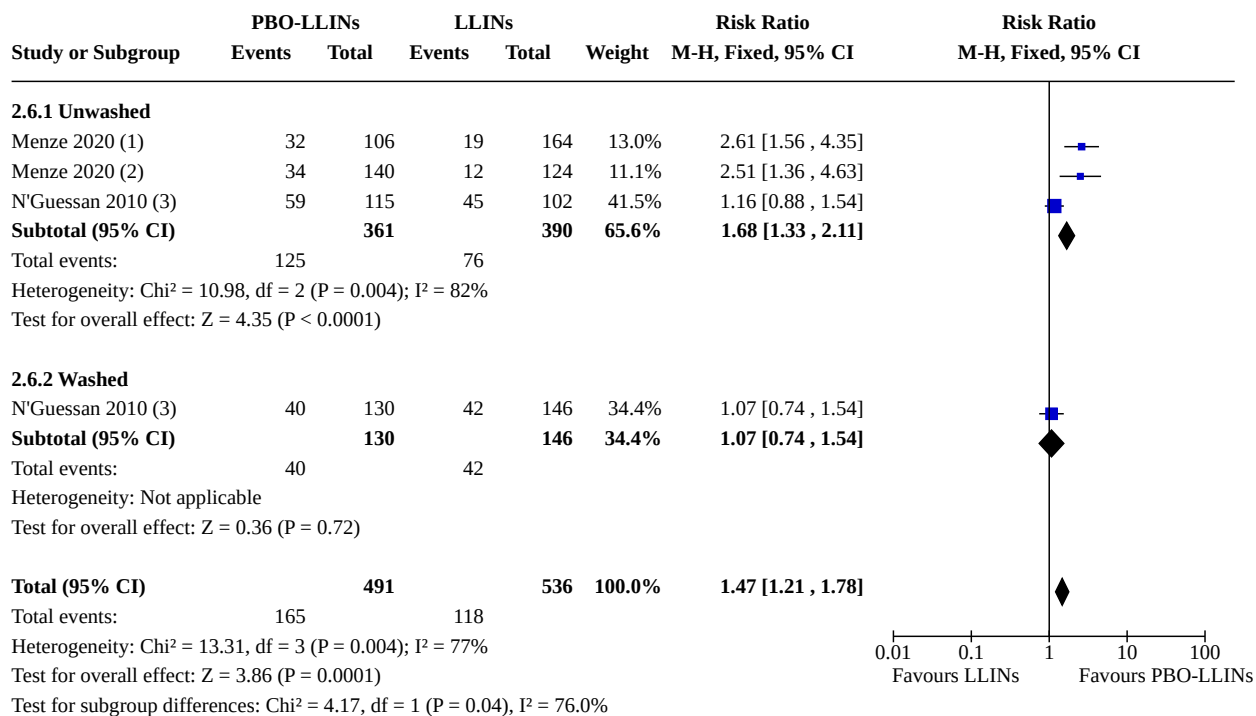 PBO-LLINs LLINs Risk Ratio Risk Ratio
Study or Subgroup Events Total Events Total Weight M-H, Fixed, 95% CI M-H, Fixed, 95% CI
2.6.1 Unwashed
Menze 2020 (1) 32 106 19 164 13.0% 2.61 [1.56 , 4.35]
Menze 2020 (2) 34 140 12 124 11.1% 2.51 [1.36 , 4.63]
N'Guessan 2010 (3) 59 115 45 102 41.5% 1.16 [0.88 , 1.54]
Subtotal (95% CI) 361 390 65.6% 1.68 [1.33 , 2.11]
Total events: 125 76
Heterogeneity: Chi² = 10.98, df = 2 (P = 0.004); I² = 82%
Test for overall effect: Z = 4.35 (P < 0.0001)
2.6.2 Washed
N'Guessan 2010 (3) 40 130 42 146 34.4% 1.07 [0.74 , 1.54]
Subtotal (95% CI) 130 146 34.4% 1.07 [0.74 , 1.54]
Total events: 40 42
Heterogeneity: Not applicable
Test for overall effect: Z = 0.36 (P = 0.72)
Total (95% CI) 491 536 100.0% 1.47 [1.21 , 1.78]
Total events: 165 118
Heterogeneity: Chi² = 13.31, df = 3 (P = 0.004); I² = 77%
Test for overall effect: Z = 3.86 (P = 0.0001)
Test for subgroup differences: Chi² = 4.17, df = 1 (P = 0.04), I² = 76.0%
0.01 0.1 1 10 100
Favours LLINs Favours PBO-LLINs